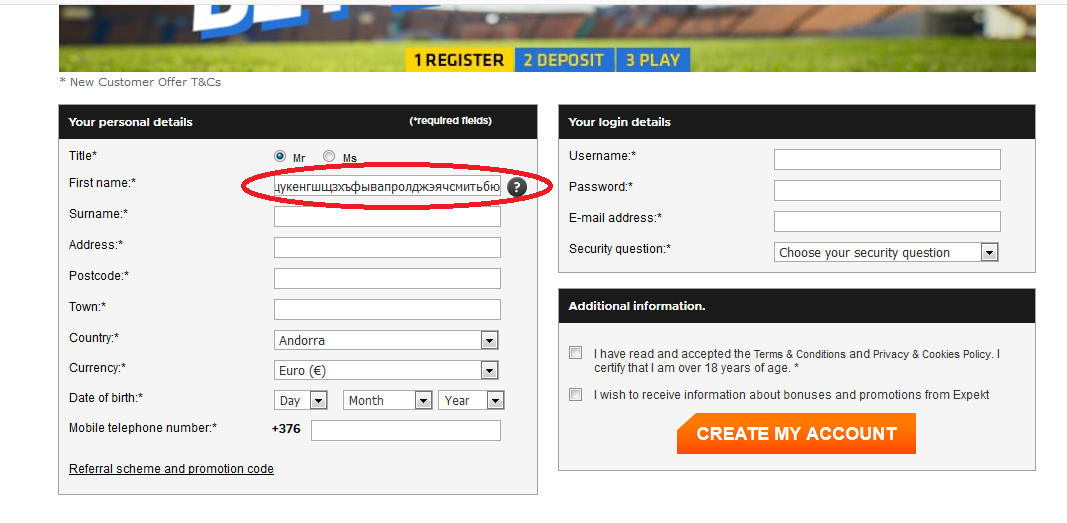 1 REGISTER 2 DEPOSIT 3 PLAY
* New Customer Offer T&Cs
Your personal details (*required fields)
Title:* Mr Ms
First name:* цукенгшщзхъфывапролджэячсмитьбю ?
Surname:*
Address:*
Postcode:*
Town:*
Country:* Andorra
Currency:* Euro (€)
Date of birth:* Day Month Year
Mobile telephone number:* +376
Referral scheme and promotion code
Your login details
Username:*
Password:*
E-mail address:*
Security question:* Choose your security question
Additional information.
I have read and accepted the Terms & Conditions and Privacy & Cookies Policy. I
certify that I am over 18 years of age. *
I wish to receive information about bonuses and promotions from Expekt
CREATE MY ACCOUNT